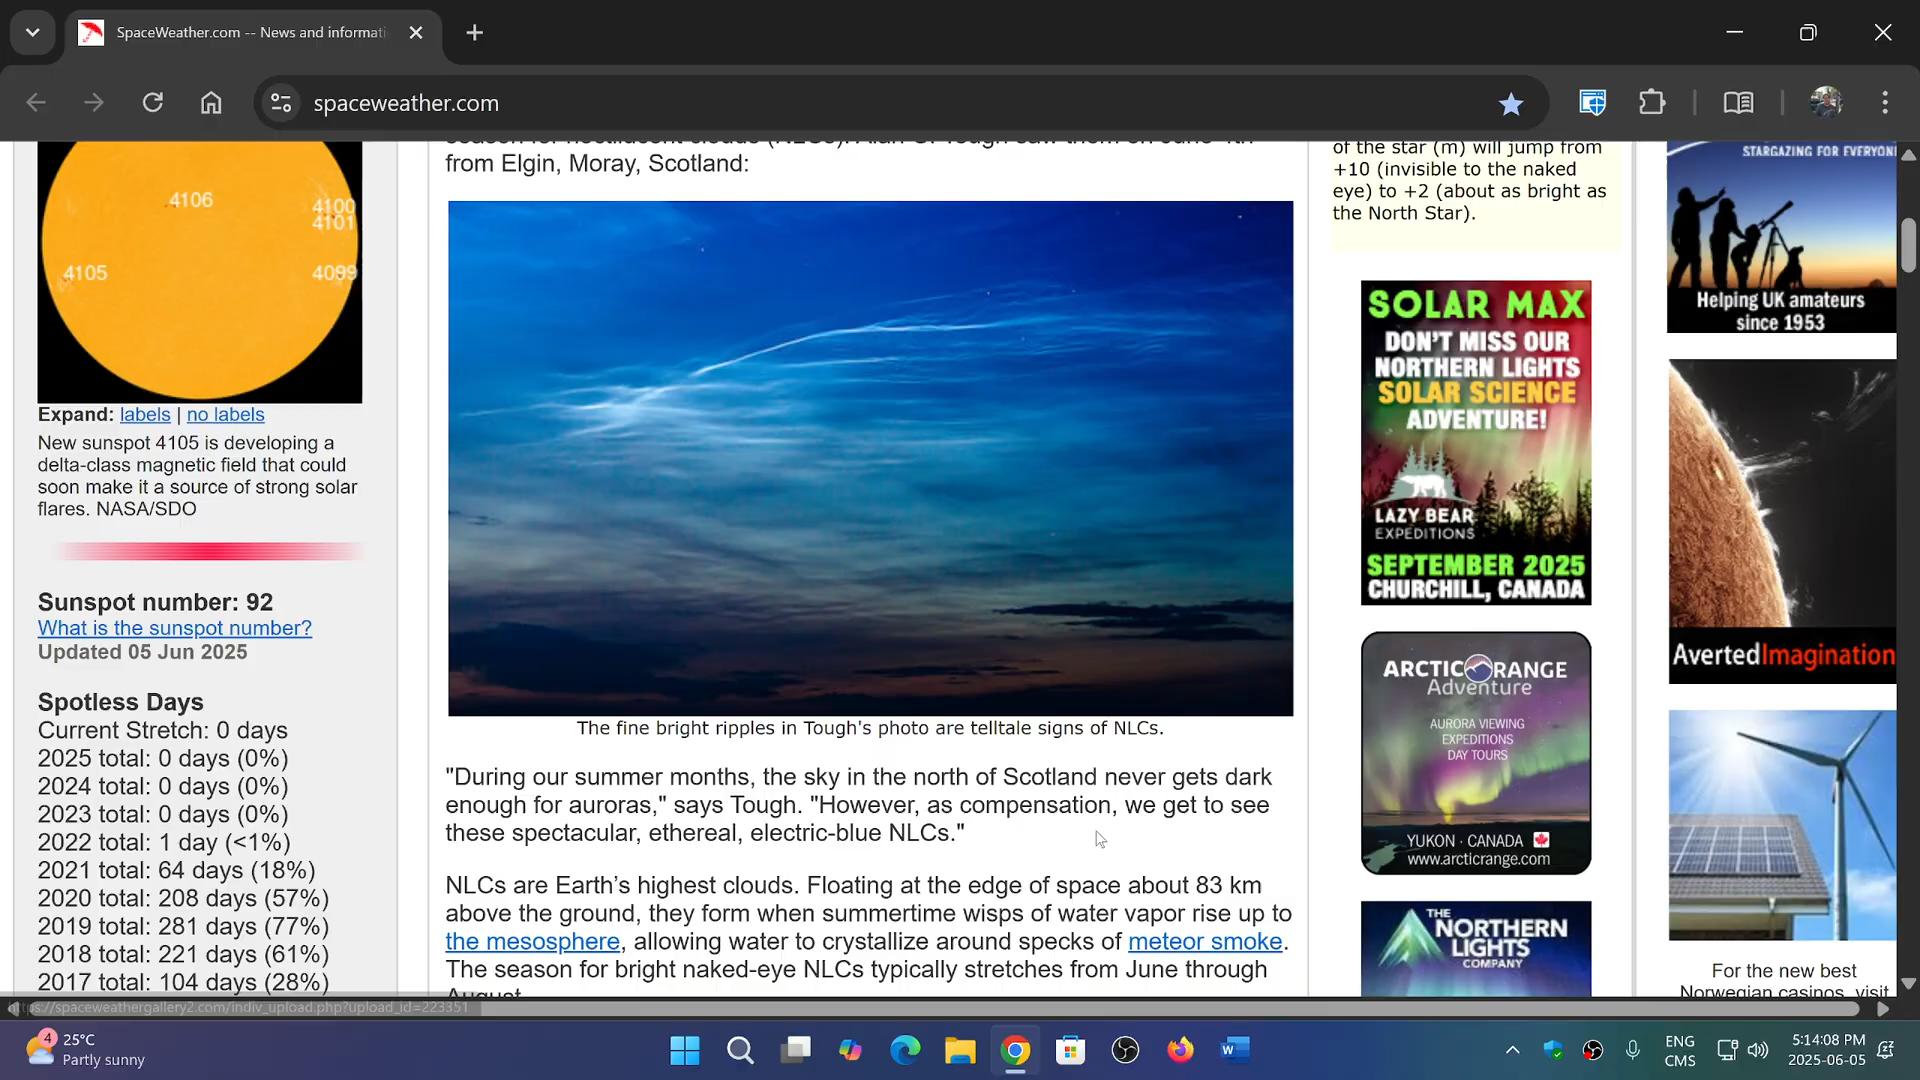 SpaceWeather.com -- News and informati
spaceweather.com
4106
4100
4101
4105
4099
Expand: labels | no labels
New sunspot 4105 is developing a
delta-class magnetic field that could
soon make it a source of strong solar
flares. NASA/SDO
Sunspot number: 92
What is the sunspot number?
Updated 05 Jun 2025
Spotless Days
Current Stretch: 0 days
2025 total: 0 days (0%)
2024 total: 0 days (0%)
2023 total: 0 days (0%)
2022 total: 1 day (<1%)
2021 total: 64 days (18%)
2020 total: 208 days (57%)
2019 total: 281 days (77%)
2018 total: 221 days (61%)
2017 total: 104 days (28%)
from Elgin, Moray, Scotland:
The fine bright ripples in Tough's photo are telltale signs of NLCs.
"During our summer months, the sky in the north of Scotland never gets dark
enough for auroras," says Tough. "However, as compensation, we get to see
these spectacular, ethereal, electric-blue NLCs."
NLCs are Earth’s highest clouds. Floating at the edge of space about 83 km
above the ground, they form when summertime wisps of water vapor rise up to
the mesosphere, allowing water to crystallize around specks of meteor smoke.
The season for bright naked-eye NLCs typically stretches from June through
August
of the star (m) will jump from
+10 (invisible to the naked
eye) to +2 (about as bright as
the North Star).
SOLAR MAX
DON'T MISS OUR
NORTHERN LIGHTS
SOLAR SCIENCE
ADVENTURE!
LAZY BEAR
EXPEDITIONS
SEPTEMBER 2025
CHURCHILL, CANADA
ARCTIC RANGE
Adventure
AURORA VIEWING
EXPEDITIONS
DAY TOURS
YUKON · CANADA
www.arcticrange.com
THE
NORTHERN
LIGHTS
COMPANY
STARGAZING FOR EVERYON
Helping UK amateurs
since 1953
AvertedImagination
For the new best
Norwegian casinos, visit
https://spaceweathergallery2.com/indiv_upload.php?upload_id=223351
4
25°C
Partly sunny
W
ENG
CMS
5:14:08 PM
2025-06-05